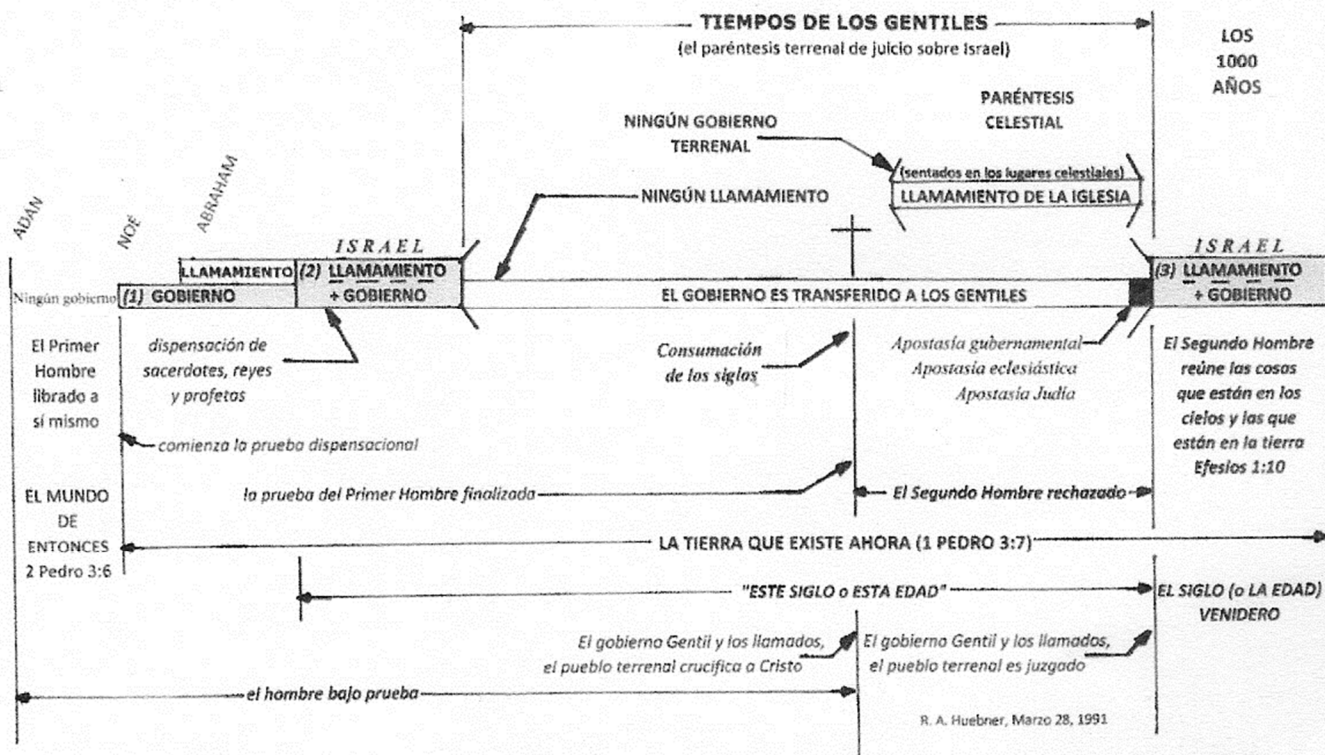 TIEMPOS DE LOS GENTILES
(el paréntesis terrenal de juicio sobre Israel)
LOS
1000
AÑOS
PARÉNTESIS
CELESTIAL
NINGÚN GOBIERNO
TERRENAL
(sentados en los lugares celestiales)
NINGÚN LLAMAMIENTO
LLAMAMIENTO DE LA IGLESIA
ADÁN
NOÉ
ABRAHAM
ISRAEL
ISRAEL
LLAMAMIENTO
(2) LLAMAMIENTO
+ GOBIERNO
(3) LLAMAMIENTO
+ GOBIERNO
Ningún gobierno
(1) GOBIERNO
EL GOBIERNO ES TRANSFERIDO A LOS GENTILES
El Primer
Hombre
librado a
sí mismo
dispensación de
sacerdotes, reyes
y profetas
Consumación
de los siglos
Apostasía gubernamental
Apostasía eclesiástica
Apostasía Judía
El Segundo Hombre
reúne las cosas
que están en los
cielos y las que
están en la tierra
Efesios 1:10
comienza la prueba dispensacional
EL MUNDO
DE
ENTONCES
2 Pedro 3:6
la prueba del Primer Hombre finalizada
El Segundo Hombre rechazado
LA TIERRA QUE EXISTE AHORA (1 PEDRO 3:7)
"ESTE SIGLO o ESTA EDAD"
EL SIGLO (o LA EDAD)
VENIDERO
El gobierno Gentil y los llamados,
el pueblo terrenal crucifica a Cristo
El gobierno Gentil y los llamados,
el pueblo terrenal es juzgado
el hombre bajo prueba
R. A. Huebner, Marzo 28, 1991